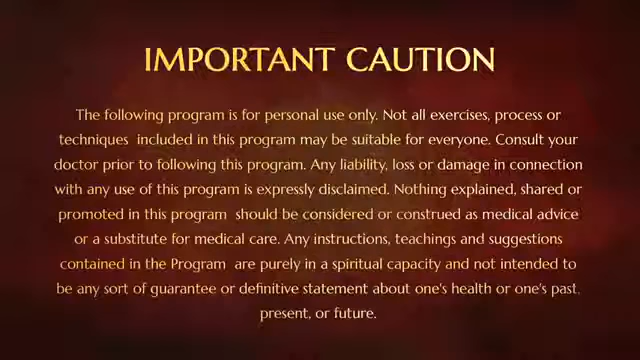 IMPORTANT CAUTION
The following program is for personal use only. Not all exercises, process or
techniques included in this program may be suitable for everyone. Consult your
doctor prior to following this program. Any liability, loss or damage in connection
with any use of this program is expressly disclaimed. Nothing explained, shared or
promoted in this program should be considered or construed as medical advice
or a substitute for medical care. Any instructions, teachings and suggestions
contained in the Program are purely in a spiritual capacity and not intended to
be any sort of guarantee or definitive statement about one's health or one's past,
present, or future.